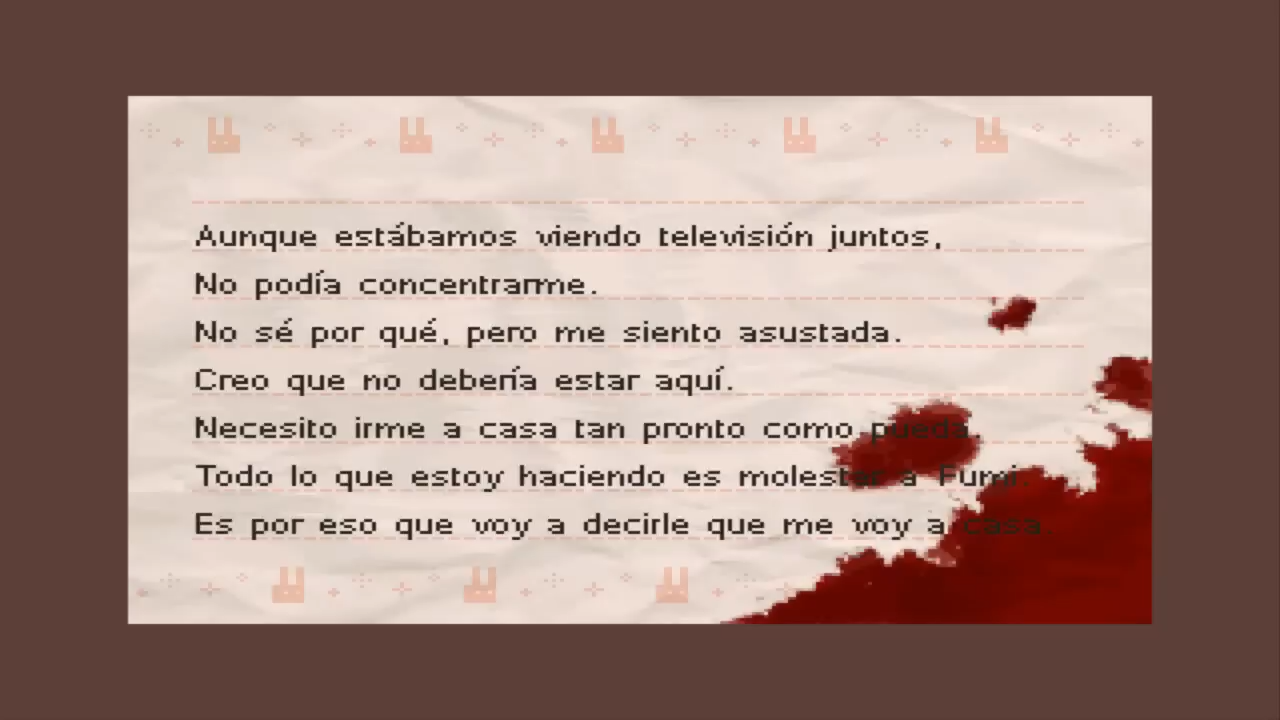 Aunque estábamos viendo televisión juntos,
No podía concentrarme.
No sé por qué, pero me siento asustada.
Creo que no debería estar aquí.
Necesito irme a casa tan pronto como pueda.
Todo lo que estoy haciendo es molestar a Fumi.
Es por eso que voy a decirle que me voy a casa.